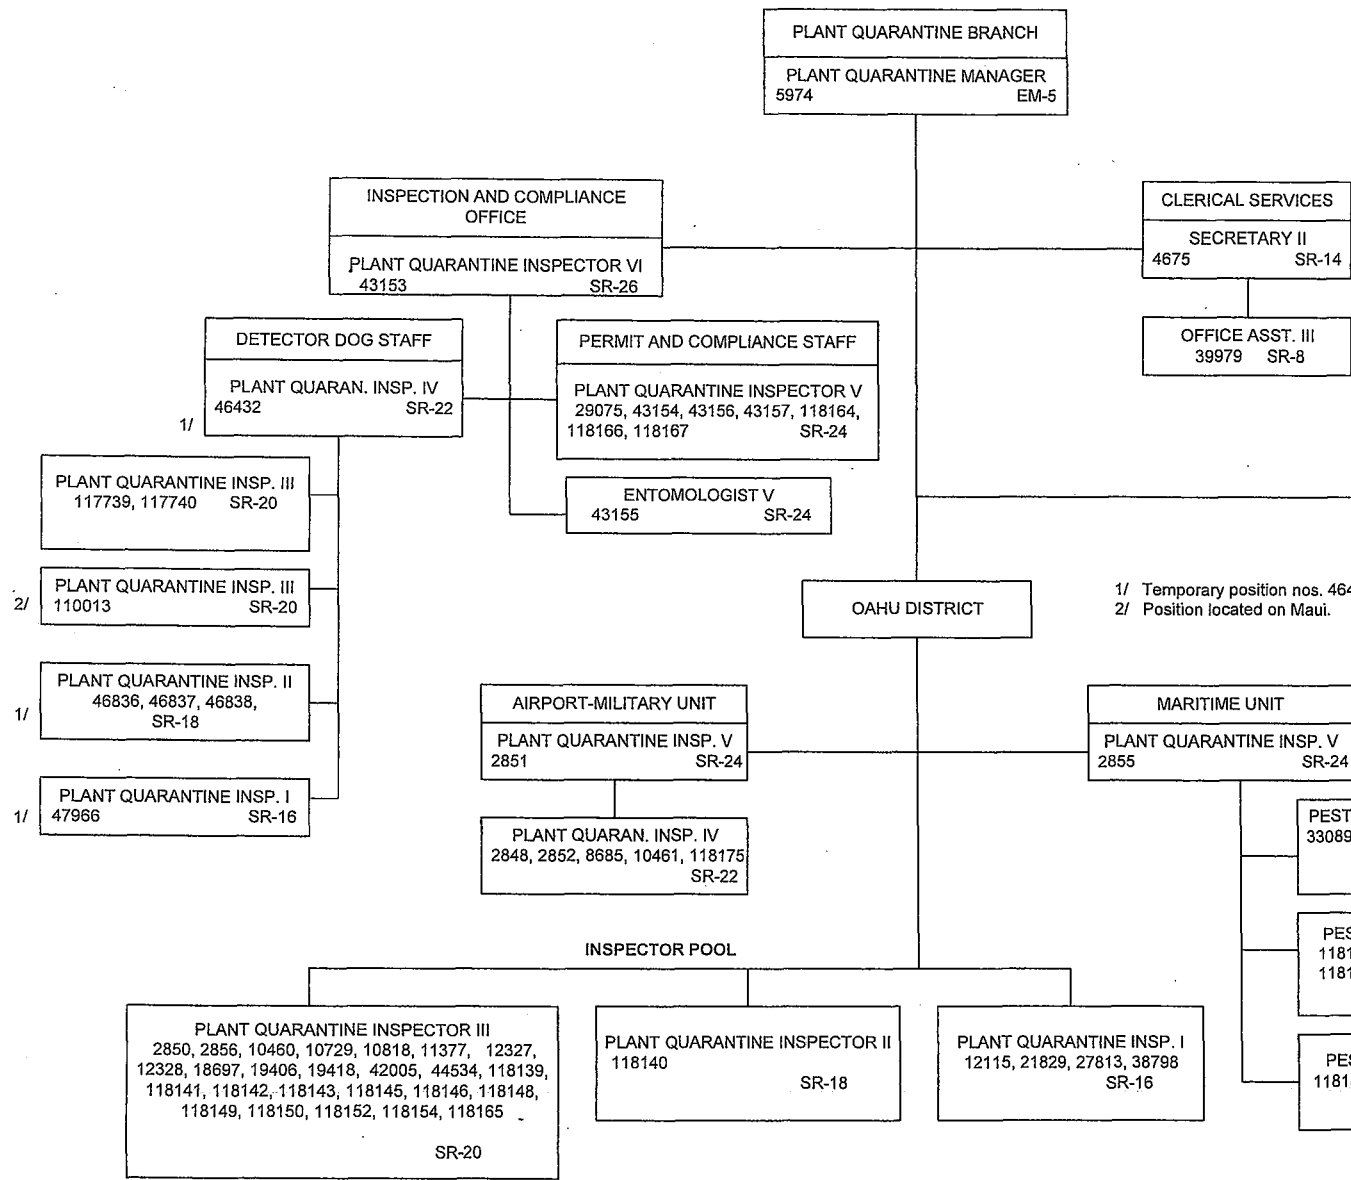 PLANT QUARANTINE BRANCH
PLANT QUARANTINE MANAGER
5974 EM-5
INSPECTION AND COMPLIANCE
OFFICE
PLANT QUARANTINE INSPECTOR VI
43153 SR-26
CLERICAL SERVICES
SECRETARY II
4675 SR-14
OFFICE ASST. III
39979 SR-8
DETECTOR DOG STAFF
PLANT QUARAN. INSP. IV
46432 SR-22
1/
PERMIT AND COMPLIANCE STAFF
PLANT QUARANTINE INSPECTOR V
29075, 43154, 43156, 43157, 118164,
118166, 118167 SR-24
ENTOMOLOGIST V
43155 SR-24
PLANT QUARANTINE INSP. III
117739, 117740 SR-20
2/
PLANT QUARANTINE INSP. III
110013 SR-20
1/
PLANT QUARANTINE INSP. II
46836, 46837, 46838,
SR-18
1/
PLANT QUARANTINE INSP. I
47966 SR-16
OAHU DISTRICT
1/ Temporary position nos. 464
2/ Position located on Maui.
AIRPORT-MILITARY UNIT
PLANT QUARANTINE INSP. V
2851 SR-24
PLANT QUARAN. INSP. IV
2848, 2852, 8685, 10461, 118175
SR-22
MARITIME UNIT
PLANT QUARANTINE INSP. V
2855 SR-24
PEST
33089
PES
1181
1181
PES
1181
INSPECTOR POOL
PLANT QUARANTINE INSPECTOR III
2850, 2856, 10460, 10729, 10818, 11377, 12327,
12328, 18697, 19406, 19418, 42005, 44534, 118139,
118141, 118142, 118143, 118145, 118146, 118148,
118149, 118150, 118152, 118154, 118165
SR-20
PLANT QUARANTINE INSPECTOR II
118140
SR-18
PLANT QUARANTINE INSP. I
12115, 21829, 27813, 38798
SR-16